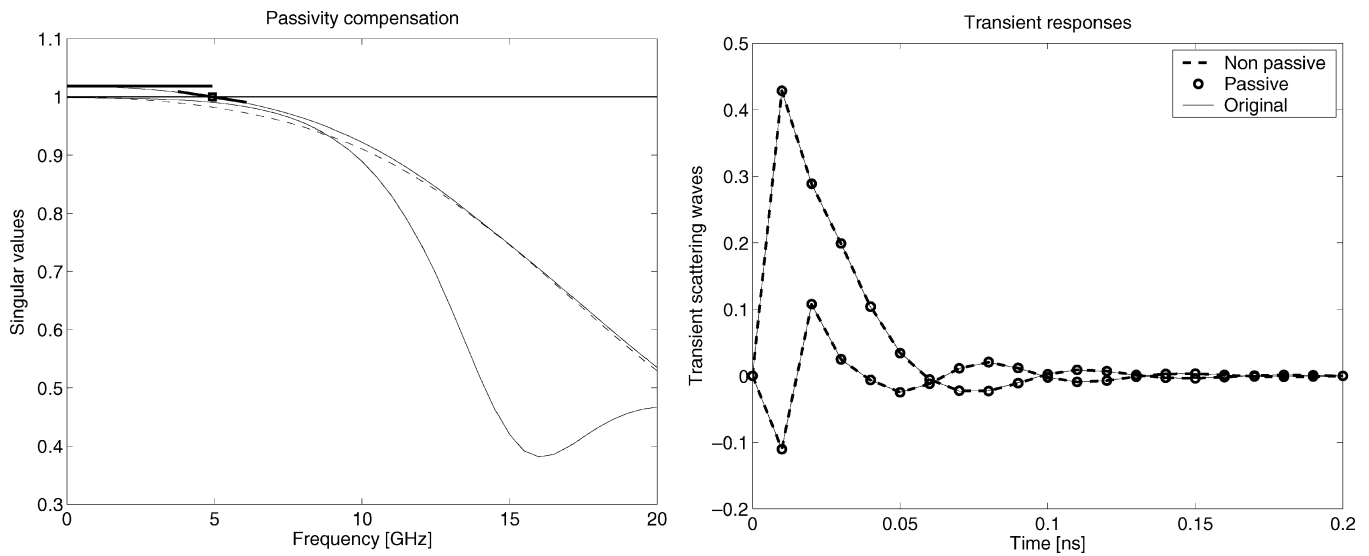 Passivity compensation
1.1
1
0.9
0.8
0.7
0.6
0.5
0.4
0.3
Singular values
0 5 10 15 20
Frequency [GHz]
Transient responses
0.5
0.4
0.3
0.2
0.1
0
−0.1
−0.2
Transient scattering waves
Non passive
Passive
Original
0 0.05 0.1 0.15 0.2
Time [ns]